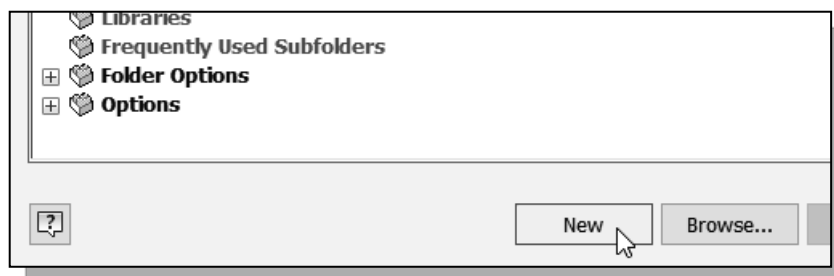 Libraries
Frequently Used Subfolders
Folder Options
Options
?
New
Browse...